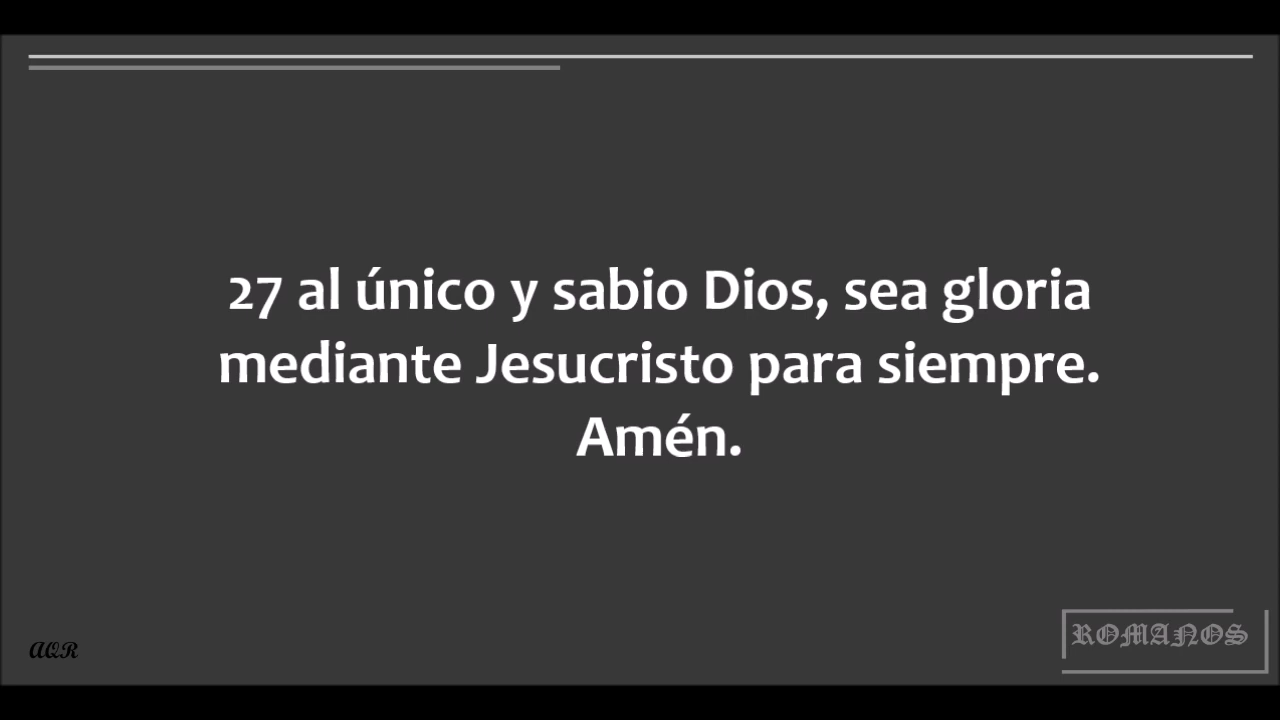 27 al único y sabio Dios, sea gloria
mediante Jesucristo para siempre.
Amén.
AQR
ROMANOS